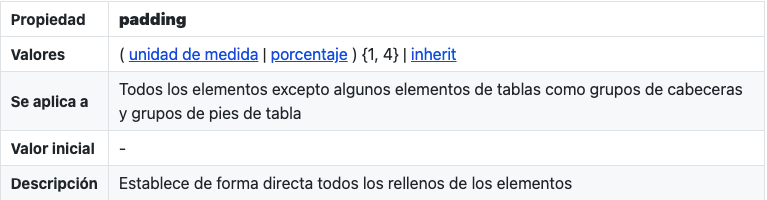 Propiedad padding
Valores ( unidad de medida | porcentaje ) {1, 4} | inherit
Se aplica a Todos los elementos excepto algunos elementos de tablas como grupos de cabeceras
y grupos de pies de tabla
Valor inicial -
Descripción Establece de forma directa todos los rellenos de los elementos